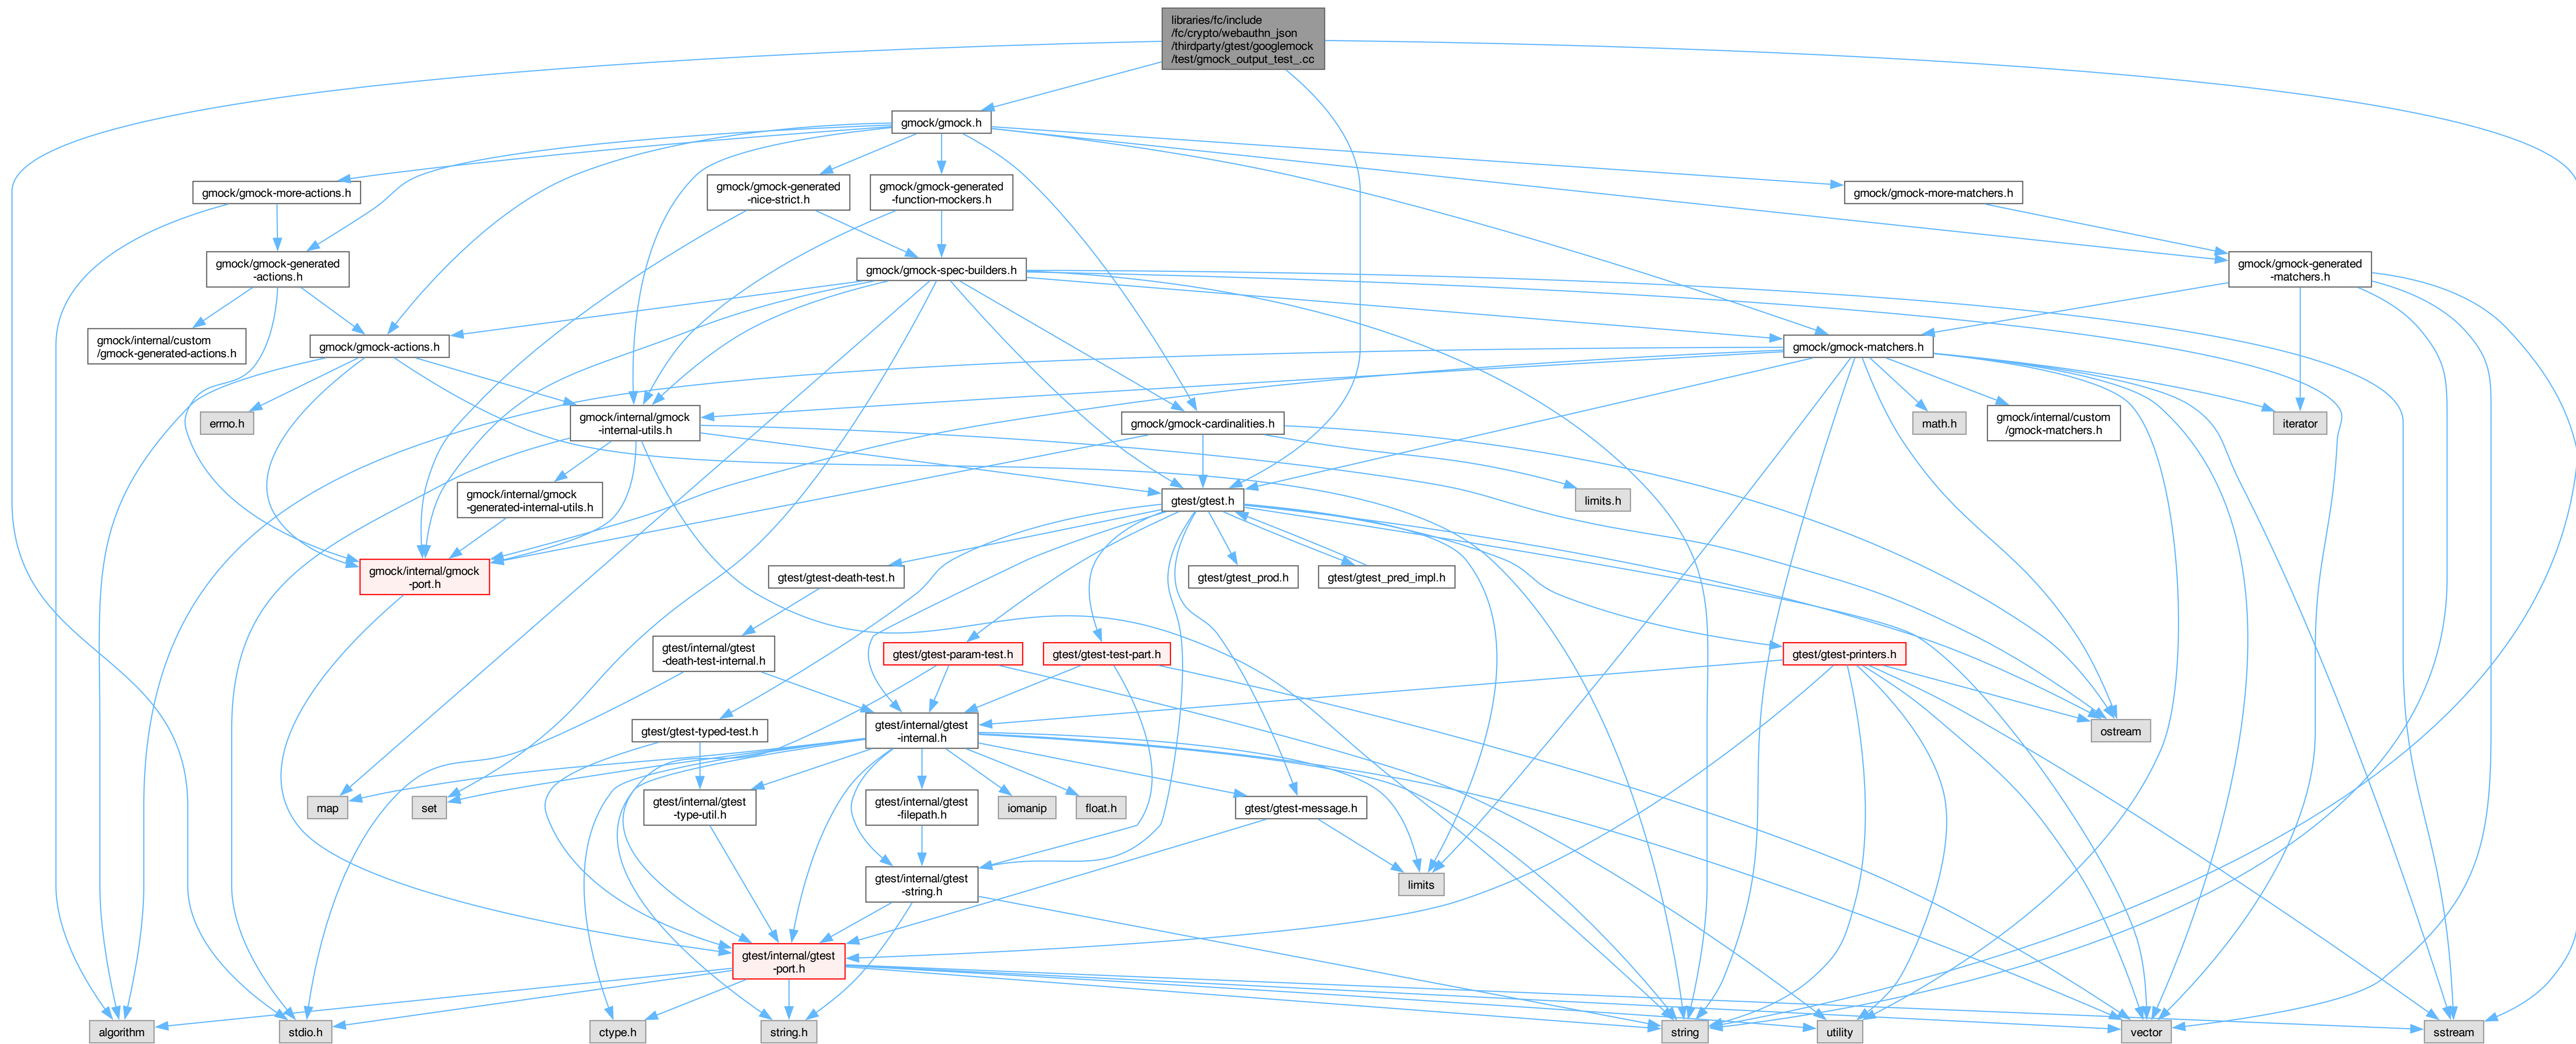 libraries/fc/include
/fc/crypto/webauthn_json
/thirdparty/gtest/googlemock
/test/gmock_output_test_.cc
gmock/gmock.h
gmock/gmock-more-actions.h
gmock/gmock-generated
-nice-strict.h
gmock/gmock-generated
-function-mockers.h
gmock/gmock-more-matchers.h
gmock/gmock-generated
-actions.h
gmock/gmock-spec-builders.h
gmock/gmock-generated
-matchers.h
gmock/internal/custom
/gmock-generated-actions.h
gmock/gmock-actions.h
gmock/gmock-matchers.h
errno.h
gmock/internal/gmock
-internal-utils.h
gmock/gmock-cardinalities.h
math.h
gmock/internal/custom
/gmock-matchers.h
iterator
gmock/internal/gmock
-generated-internal-utils.h
gtest/gtest.h
limits.h
gmock/internal/gmock
-port.h
gtest/gtest-death-test.h
gtest/gtest_prod.h
gtest/gtest_pred_impl.h
gtest/internal/gtest
-death-test-internal.h
gtest/gtest-param-test.h
gtest/gtest-test-part.h
gtest/gtest-printers.h
gtest/gtest-typed-test.h
gtest/internal/gtest
-internal.h
ostream
map
set
gtest/internal/gtest
-type-util.h
gtest/internal/gtest
-filepath.h
iomanip
float.h
gtest/gtest-message.h
gtest/internal/gtest
-string.h
limits
gtest/internal/gtest
-port.h
algorithm
stdio.h
ctype.h
string.h
string
utility
vector
sstream